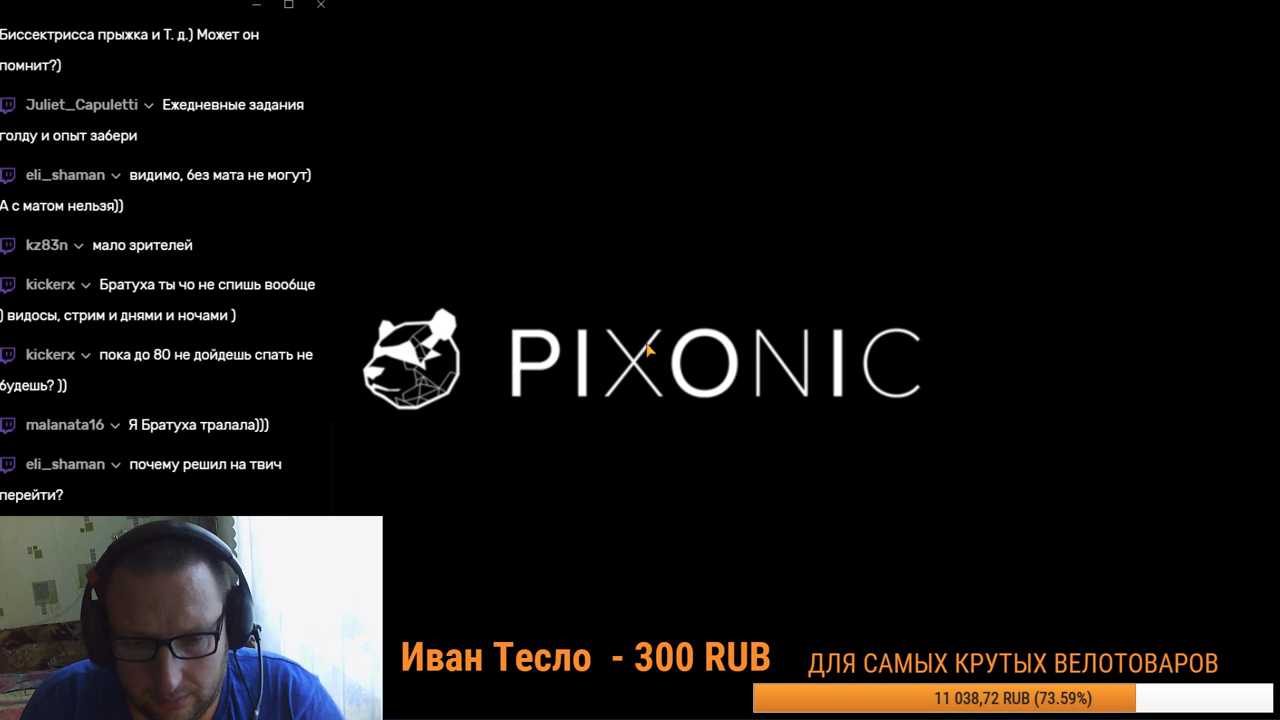 Биссектрисса прыжка и Т. д.) Может он
помнит?)
Juliet_Capuletti Ежедневные задания
голду и опыт забери
eli_shaman видимо, без мата не могут)
А с матом нельзя))
kz83n мало зрителей
kickerx Братуха ты чо не спишь вообще
) видосы, стрим и днями и ночами )
kickerx пока до 80 не дойдешь спать не
будешь? ))
malanata16 Я Братуха тралала)))
eli_shaman почему решил на твич
перейти?
PIXONIC
Иван Тесло - 300 RUB
ДЛЯ САМЫХ КРУТЫХ ВЕЛОТОВАРОВ
11 038,72 RUB (73.59%)